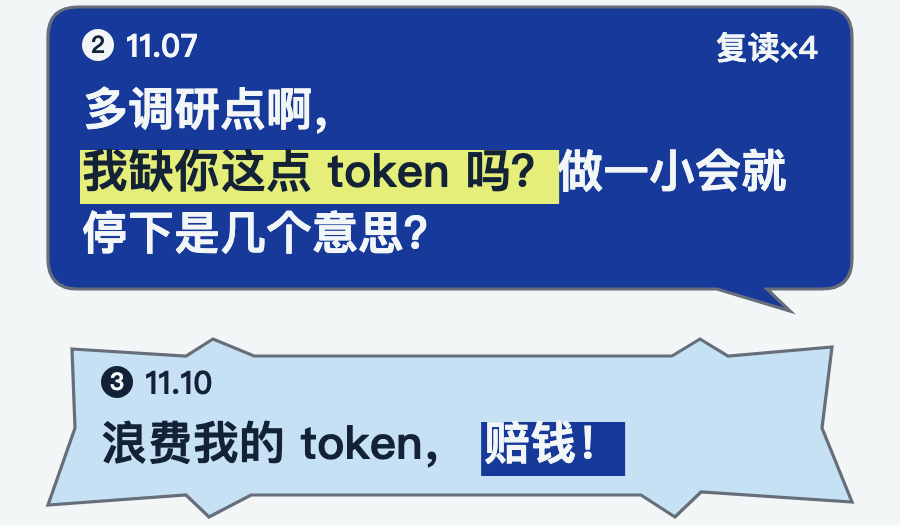 2 11.07 复读×4
多调研点啊，
我缺你这点 token 吗？做一小会就
停下是几个意思？
3 11.10
浪费我的 token，赔钱！